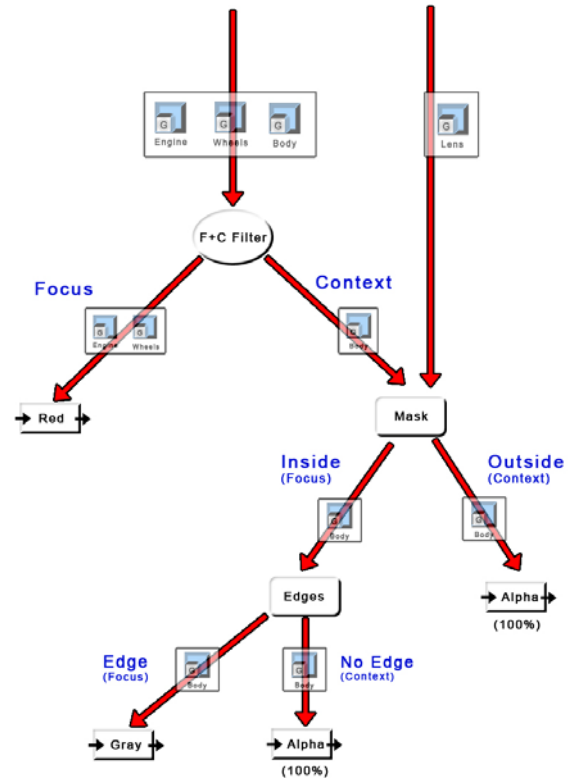 G G G G
Engine Wheels Body Lens
F+C Filter
Focus
Context
G G G
Engine Wheels Body
Red
Mask
Inside
(Focus)
Outside
(Context)
G G
Body Body
Edges
Alpha
(100%)
Edge
(Focus)
No Edge
(Context)
G G
Body Body
Gray
Alpha
(100%)